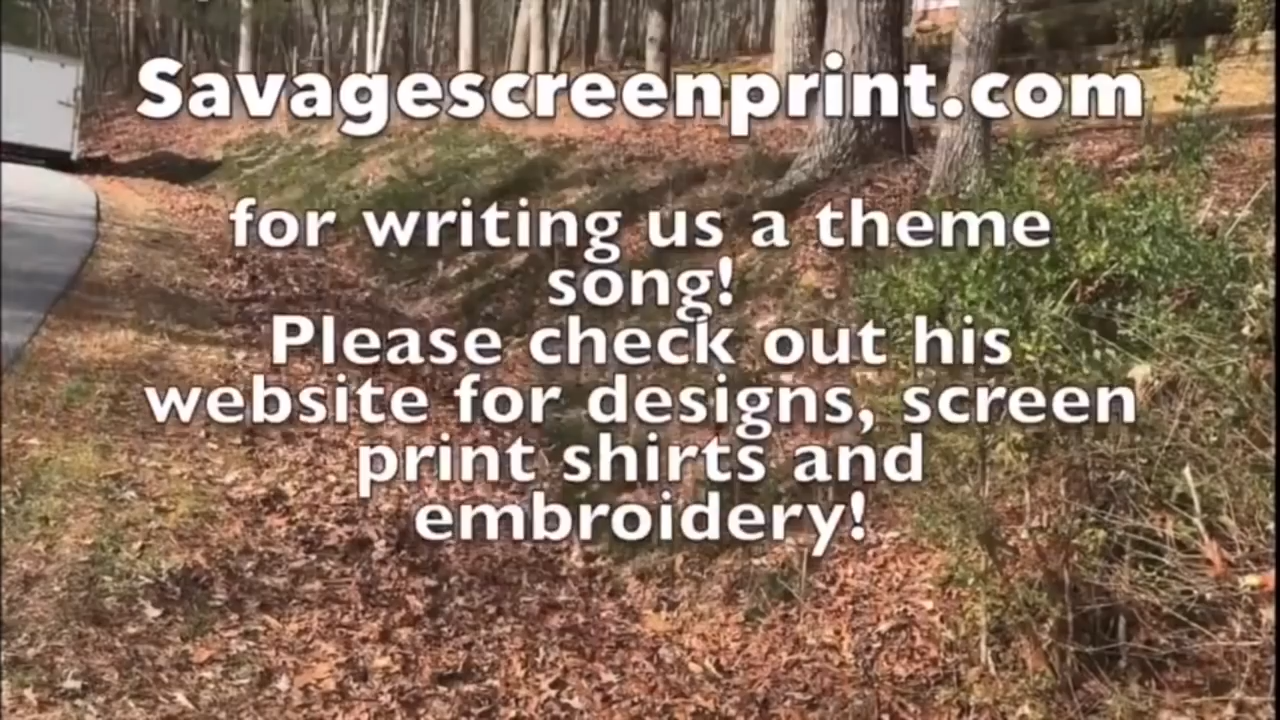 Savagescreenprint.com
for writing us a theme
song!
Please check out his
website for designs, screen
print shirts and
embroidery!